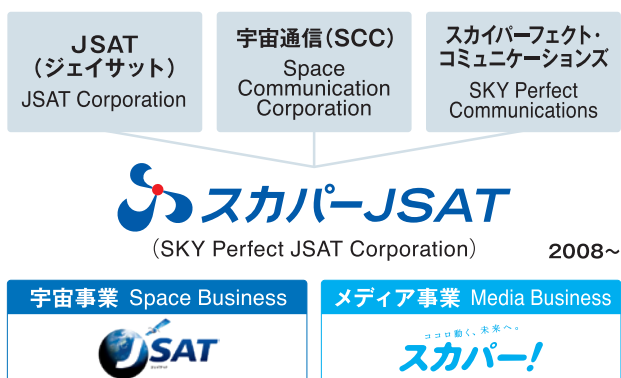 JSAT
（ジェイサット）
JSAT Corporation
宇宙通信（SCC）
Space
Communication
Corporation
スカイパーフェクト・
コミュニケーションズ
SKY Perfect
Communications
スカパーJSAT
（SKY Perfect JSAT Corporation）
2008〜
宇宙事業 Space Business
JSAT
メディア事業 Media Business
ココロ動く、未来へ。
スカパー!